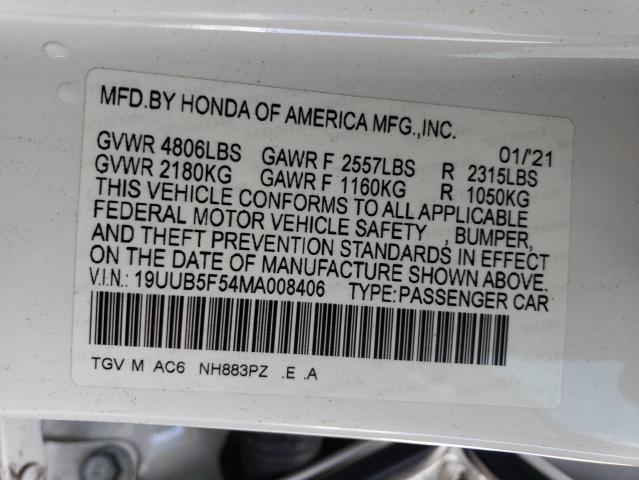 MFD.BY HONDA OF AMERICA MFG.,INC. 01/'21
GVWR 4806LBS GAWR F 2557LBS R 2315LBS
GVWR 2180KG GAWR F 1160KG R 1050KG
THIS VEHICLE CONFORMS TO ALL APPLICABLE
FEDERAL MOTOR VEHICLE SAFETY , BUMPER,
AND THEFT PREVENTION STANDARDS IN EFFECT
ON THE DATE OF MANUFACTURE SHOWN ABOVE.
V.I.N.: 19UUB5F54MA008406 TYPE:PASSENGER CAR
TGV M AC6 NH883PZ .E .A